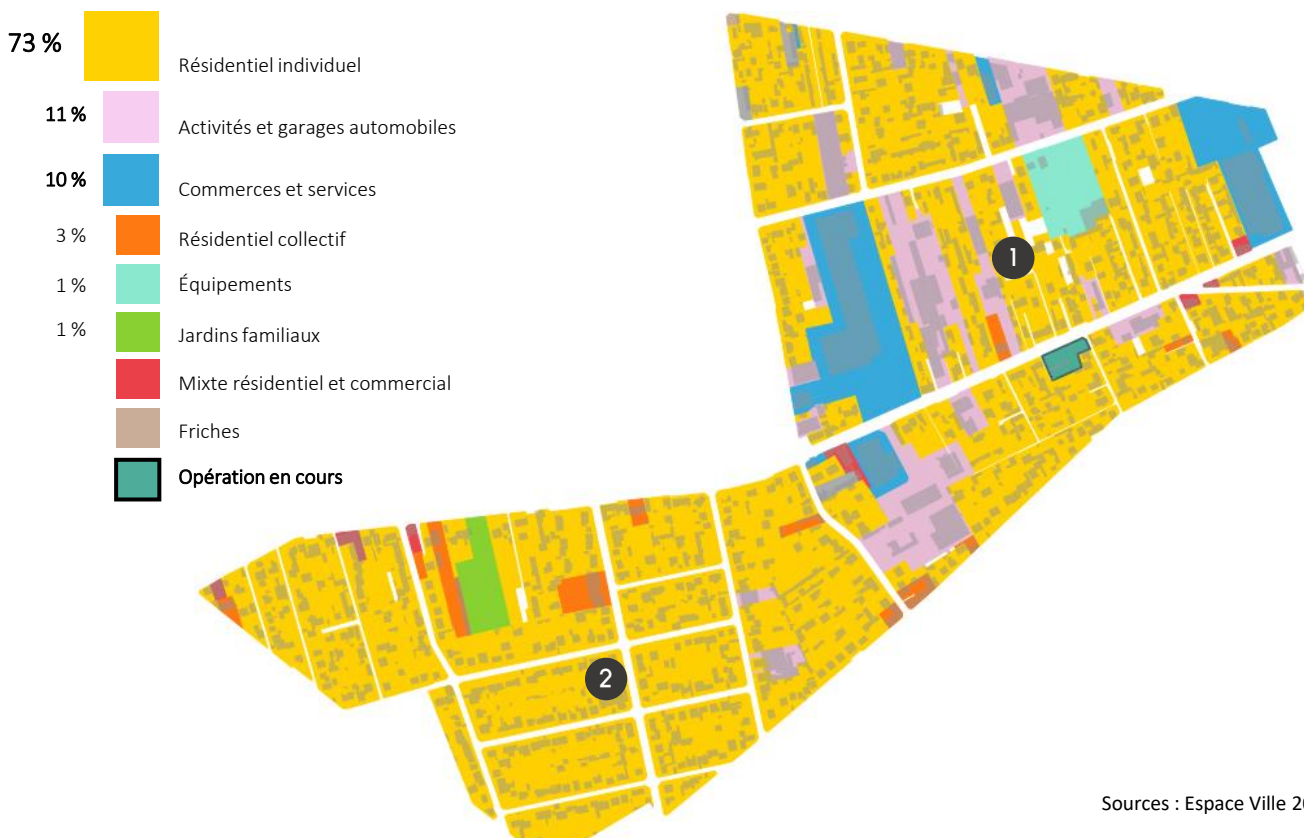 73 %
Résidentiel individuel
11 %
Activités et garages automobiles
10 %
Commerces et services
3 %
Résidentiel collectif
1 %
Équipements
1 %
Jardins familiaux
Mixte résidentiel et commercial
Friches
Opération en cours
1
2
Sources : Espace Ville